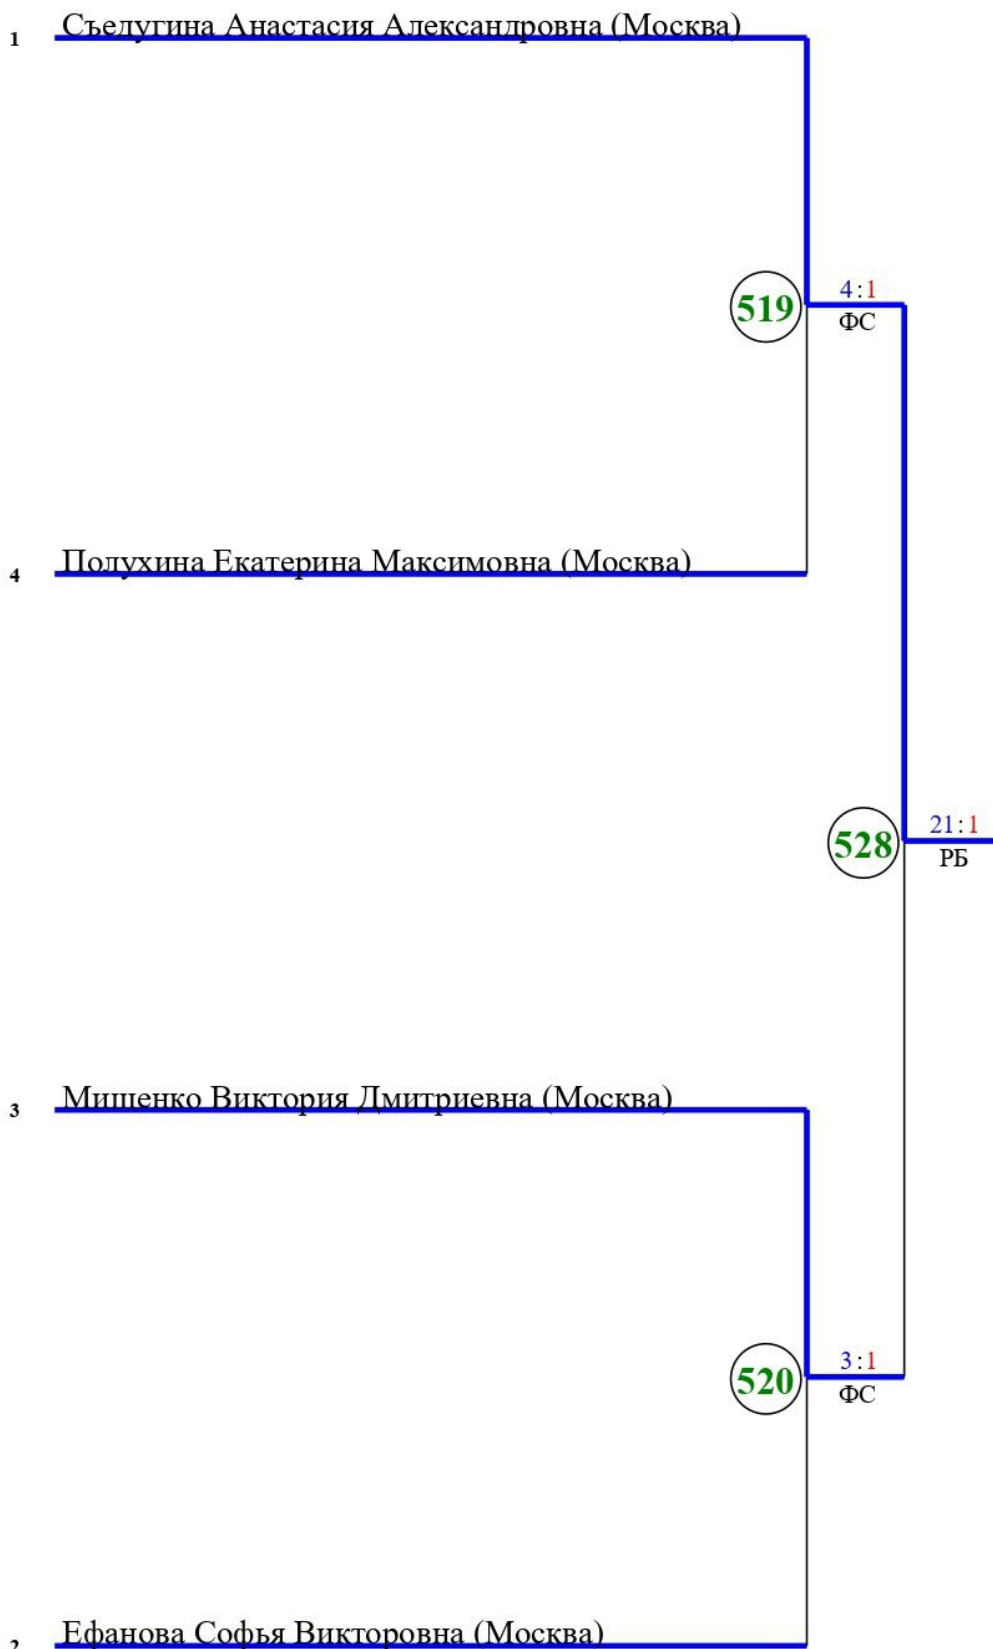 1 Съедугина Анастасия Александровна (Москва)
519 4:1
ФС
4 Полухина Екатерина Максимовна (Москва)
528 21:1
РБ
3 Мищенко Виктория Дмитриевна (Москва)
520 3:1
ФС
2 Ефанова Софья Викторовна (Москва)